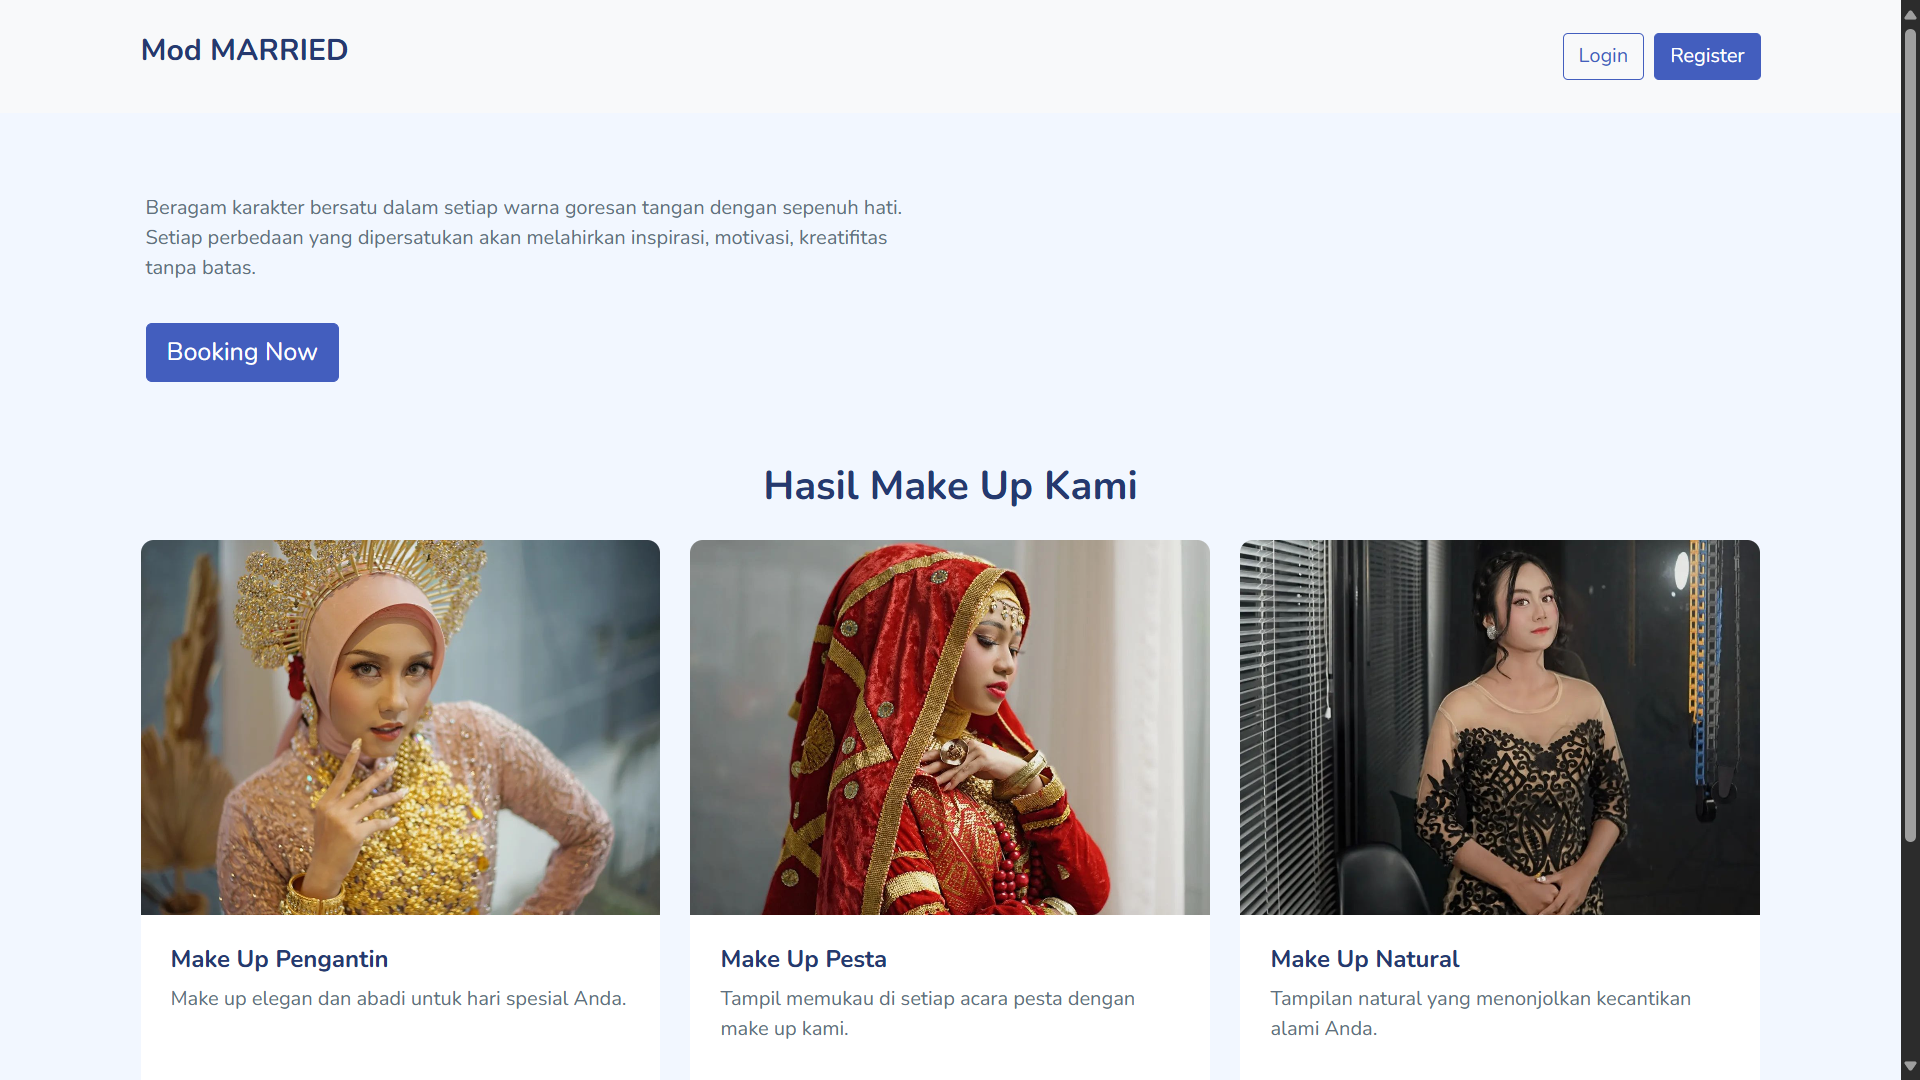 Mod MARRIED
Login
Register
Beragam karakter bersatu dalam setiap warna goresan tangan dengan sepenuh hati.
Setiap perbedaan yang dipersatukan akan melahirkan inspirasi, motivasi, kreatifitas
tanpa batas.
Booking Now
Hasil Make Up Kami
Make Up Pengantin
Make up elegan dan abadi untuk hari spesial Anda.
Make Up Pesta
Tampil memukau di setiap acara pesta dengan
make up kami.
Make Up Natural
Tampilan natural yang menonjolkan kecantikan
alami Anda.